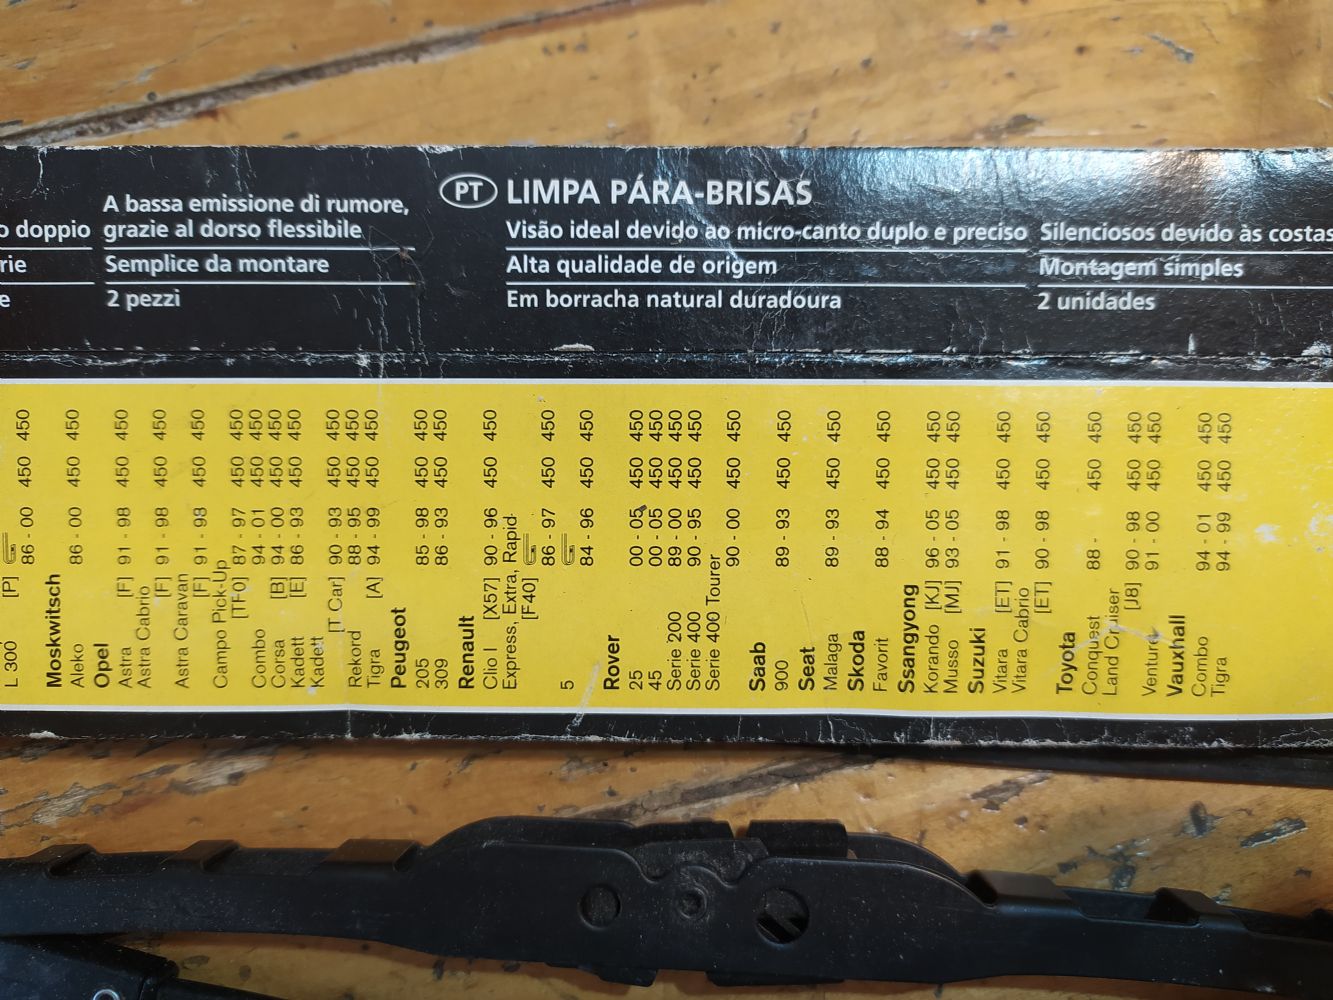 o doppio
rie
e
A bassa emissione di rumore,
grazie al dorso flessibile
Semplice da montare
2 pezzi
PT LIMPA PÁRA-BRISAS
Visão ideal devido ao micro-canto duplo e preciso
Alta qualidade de origem
Em borracha natural duradoura
Silenciosos devido às costas
Montagem simples
2 unidades
L 300 [P] 86 - 00 450 450
Moskwitsch
Aleko 86 - 00 450 450
Opel
Astra [F] 91 - 98 450 450
Astra Cabrio
[F] 91 - 98 450 450
Astra Caravan
[F] 91 - 98 450 450
Campo Pick-Up
[TF0] 87 - 97 450 450
Combo 94 - 01 450 450
Corsa [B] 94 - 00 450 450
Kadett [E] 86 - 93 450 450
Kadett
[T Car] 90 - 93 450 450
Rekord 88 - 95 450 450
Tigra [A] 94 - 99 450 450
Peugeot
205 85 - 98 450 450
309 86 - 93 450 450
Renault
Clio I [X57] 90 - 96 450 450
Express, Extra, Rapid
[F40]
86 - 97 450 450
5
84 - 96 450 450
Rover
25 00 - 05 450 450
45 00 - 05 450 450
Serie 200 89 - 00 450 450
Serie 400 90 - 95 450 450
Serie 400 Tourer
90 - 00 450 450
Saab
900 89 - 93 450 450
Seat
Malaga 89 - 93 450 450
Skoda
Favorit 88 - 94 450 450
Ssangyong
Korando [KJ] 96 - 05 450 450
Musso [MJ] 93 - 05 450 450
Suzuki
Vitara [ET] 91 - 98 450 450
Vitara Cabrio
[ET] 90 - 98 450 450
Toyota
Conquest 88 - 450 450
Land Cruiser
[J8] 90 - 98 450 450
Venture 91 - 00 450 450
Vauxhall
Combo 94 - 01 450 450
Tigra 94 - 99 450 450